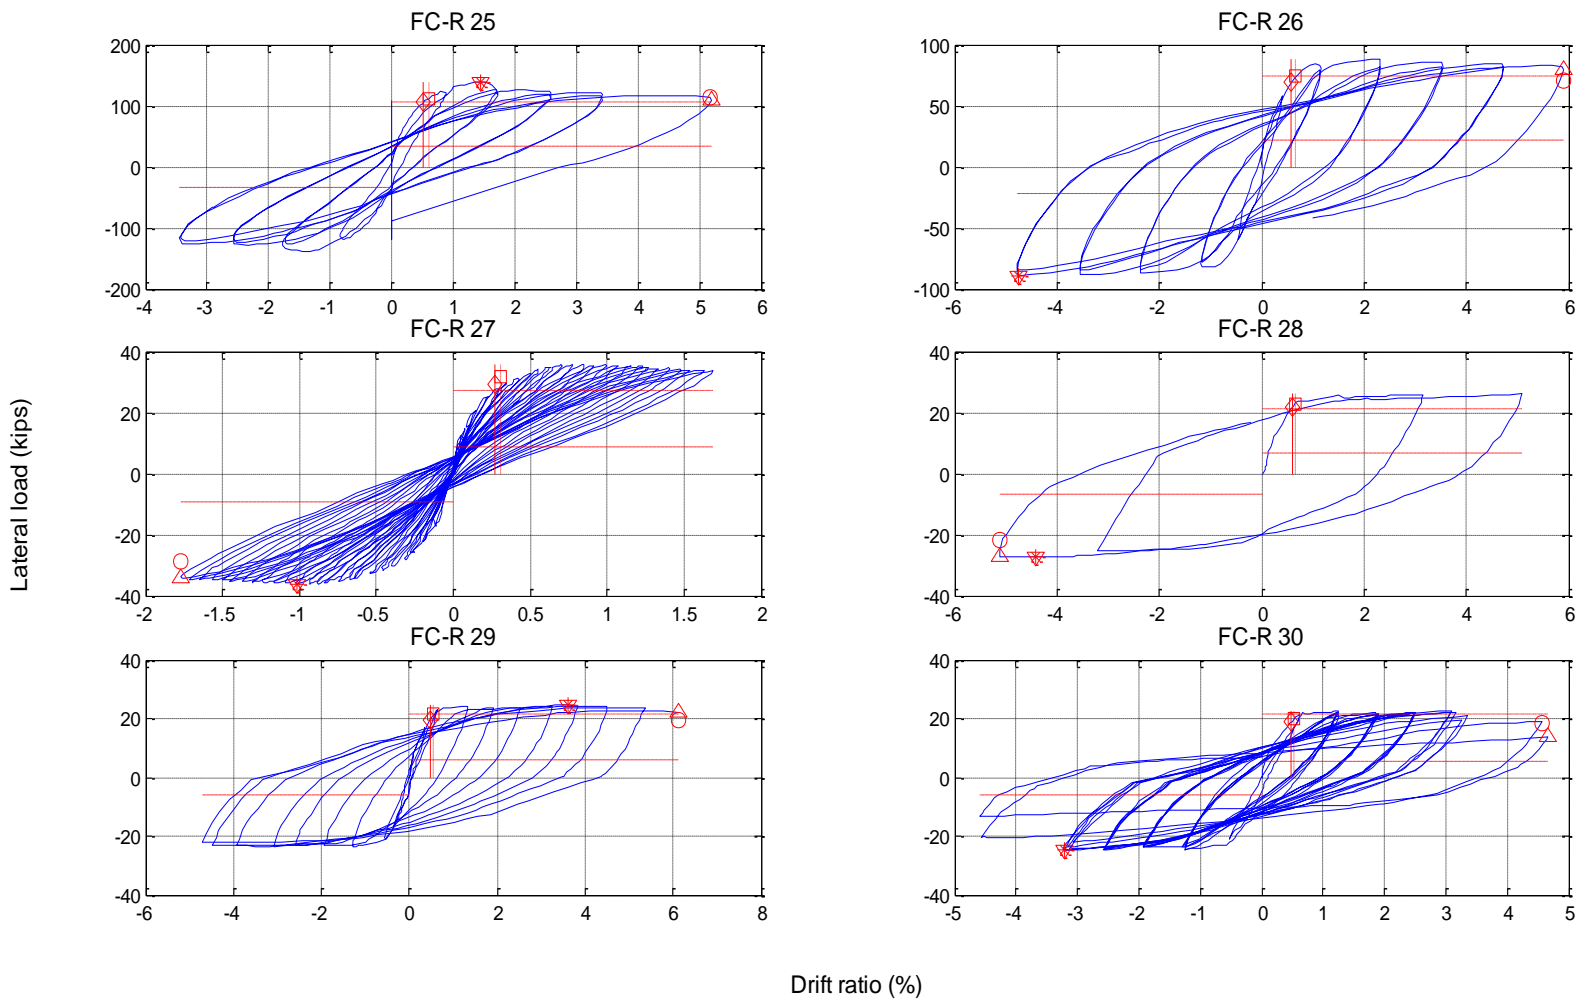 FC-R 25
FC-R 26
200
100
0
-100
-200
-4 -3 -2 -1 0 1 2 3 4 5 6
100
50
0
-50
-100
-6 -4 -2 0 2 4 6
FC-R 27
FC-R 28
40
20
0
-20
-40
-2 -1.5 -1 -0.5 0 0.5 1 1.5 2
40
20
0
-20
-40
-6 -4 -2 0 2 4 6
FC-R 29
FC-R 30
40
20
0
-20
-40
-6 -4 -2 0 2 4 6 8
40
20
0
-20
-40
-5 -4 -3 -2 -1 0 1 2 3 4 5
Lateral load (kips)
Drift ratio (%)